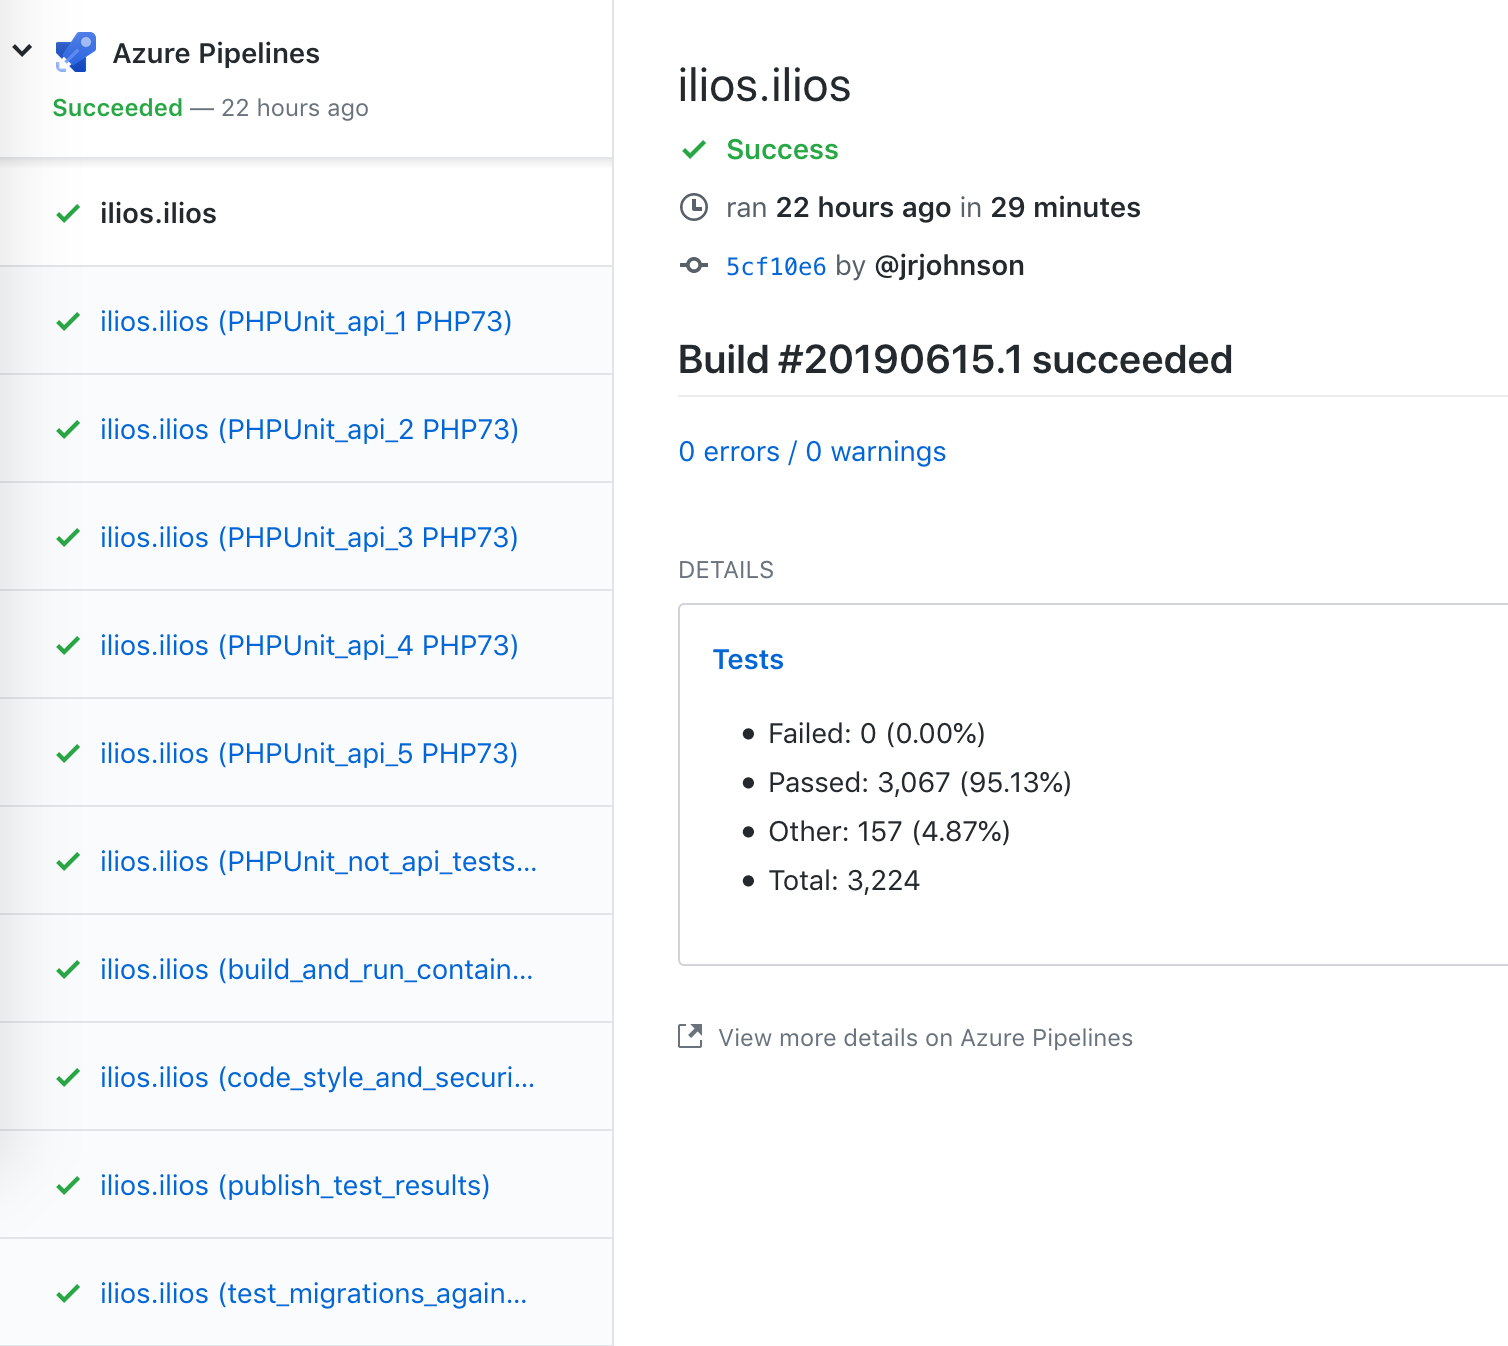 Azure Pipelines
Succeeded — 22 hours ago
ilios.ilios
ilios.ilios (PHPUnit_api_1 PHP73)
ilios.ilios (PHPUnit_api_2 PHP73)
ilios.ilios (PHPUnit_api_3 PHP73)
ilios.ilios (PHPUnit_api_4 PHP73)
ilios.ilios (PHPUnit_api_5 PHP73)
ilios.ilios (PHPUnit_not_api_tests...
ilios.ilios (build_and_run_contain...
ilios.ilios (code_style_and_securi...
ilios.ilios (publish_test_results)
ilios.ilios (test_migrations_again...
ilios.ilios
Success
ran 22 hours ago in 29 minutes
5cf10e6 by @jrjohnson
Build #20190615.1 succeeded
0 errors / 0 warnings
DETAILS
Tests
• Failed: 0 (0.00%)
• Passed: 3,067 (95.13%)
• Other: 157 (4.87%)
• Total: 3,224
View more details on Azure Pipelines